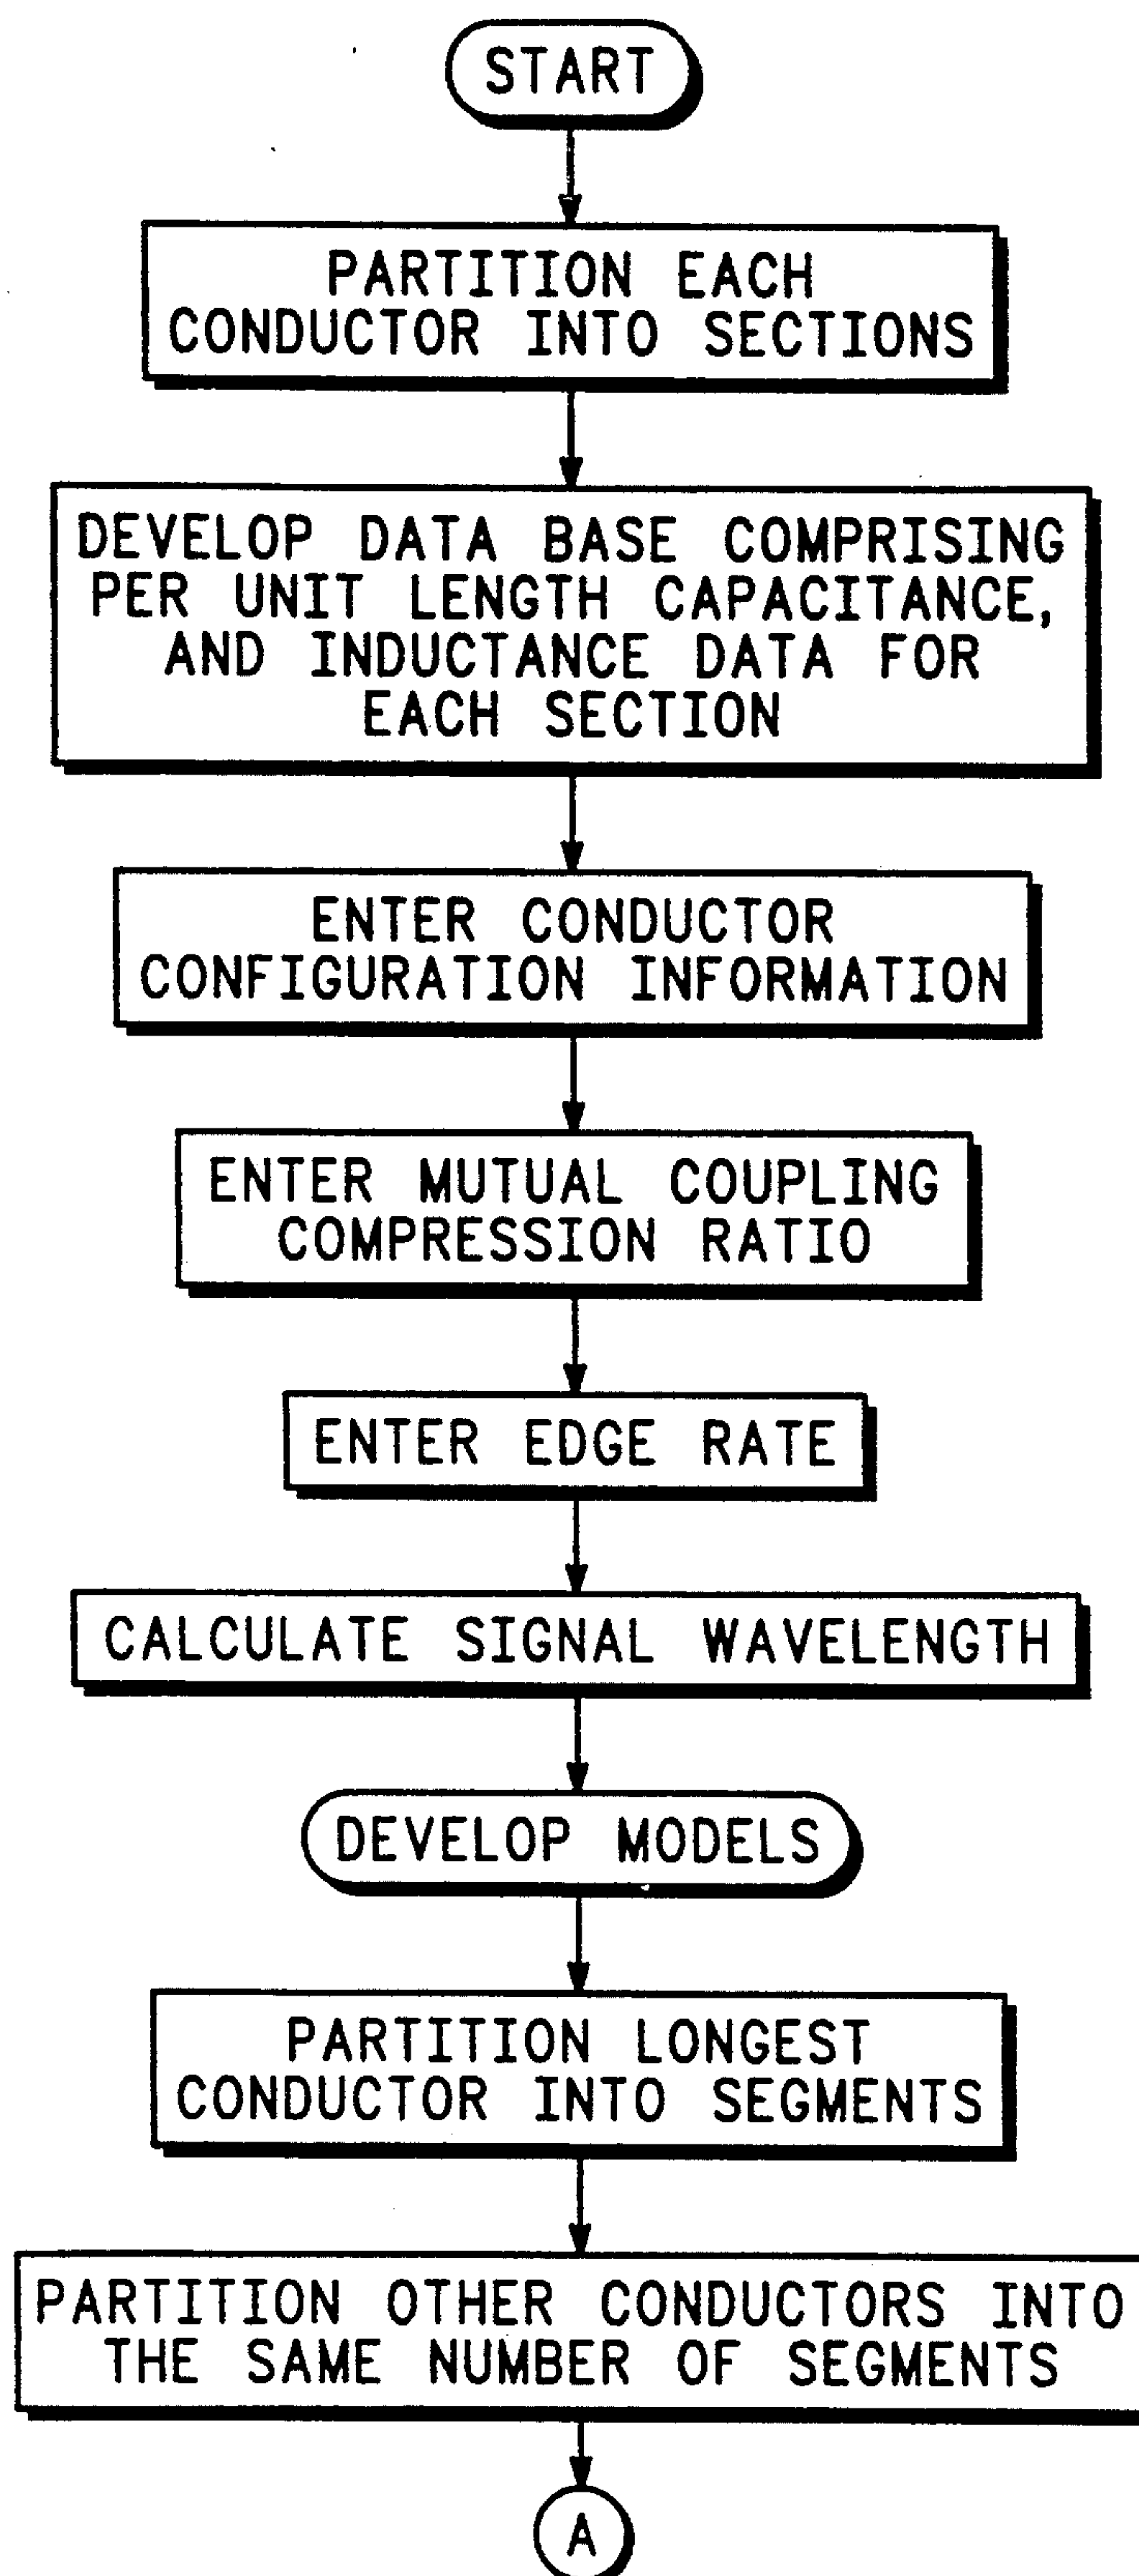 START
PARTITION EACH
CONDUCTOR INTO SECTIONS
DEVELOP DATA BASE COMPRISING
PER UNIT LENGTH CAPACITANCE,
AND INDUCTANCE DATA FOR
EACH SECTION
ENTER CONDUCTOR
CONFIGURATION INFORMATION
ENTER MUTUAL COUPLING
COMPRESSION RATIO
ENTER EDGE RATE
CALCULATE SIGNAL WAVELENGTH
DEVELOP MODELS
PARTITION LONGEST
CONDUCTOR INTO SEGMENTS
PARTITION OTHER CONDUCTORS INTO
THE SAME NUMBER OF SEGMENTS
A